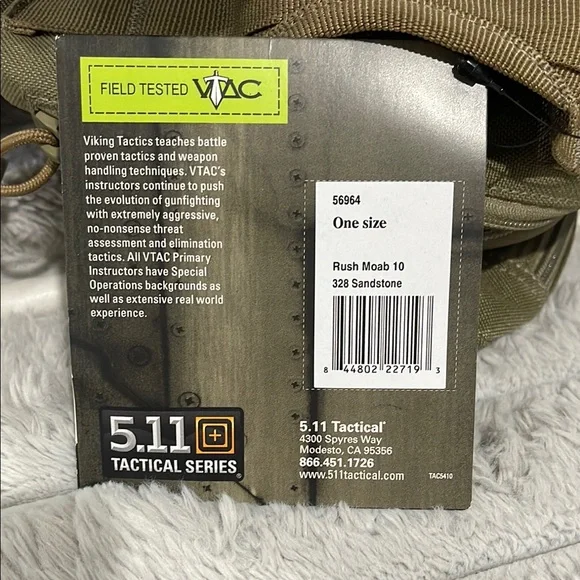 FIELD TESTED VTAC
Viking Tactics teaches battle
proven tactics and weapon
handling techniques. VTAC's
instructors continue to push
the evolution of gunfighting
with extremely aggressive,
no-nonsense threat
assessment and elimination
tactics. All VTAC Primary
Instructors have Special
Operations backgrounds as
well as extensive real world
experience.
56964
One size
Rush Moab 10
328 Sandstone
8 44802 22719 3
5.11
TACTICAL SERIES®
5.11 Tactical®
4300 Spyres Way
Modesto, CA 95356
866.451.1726
www.511tactical.com
TAC5410